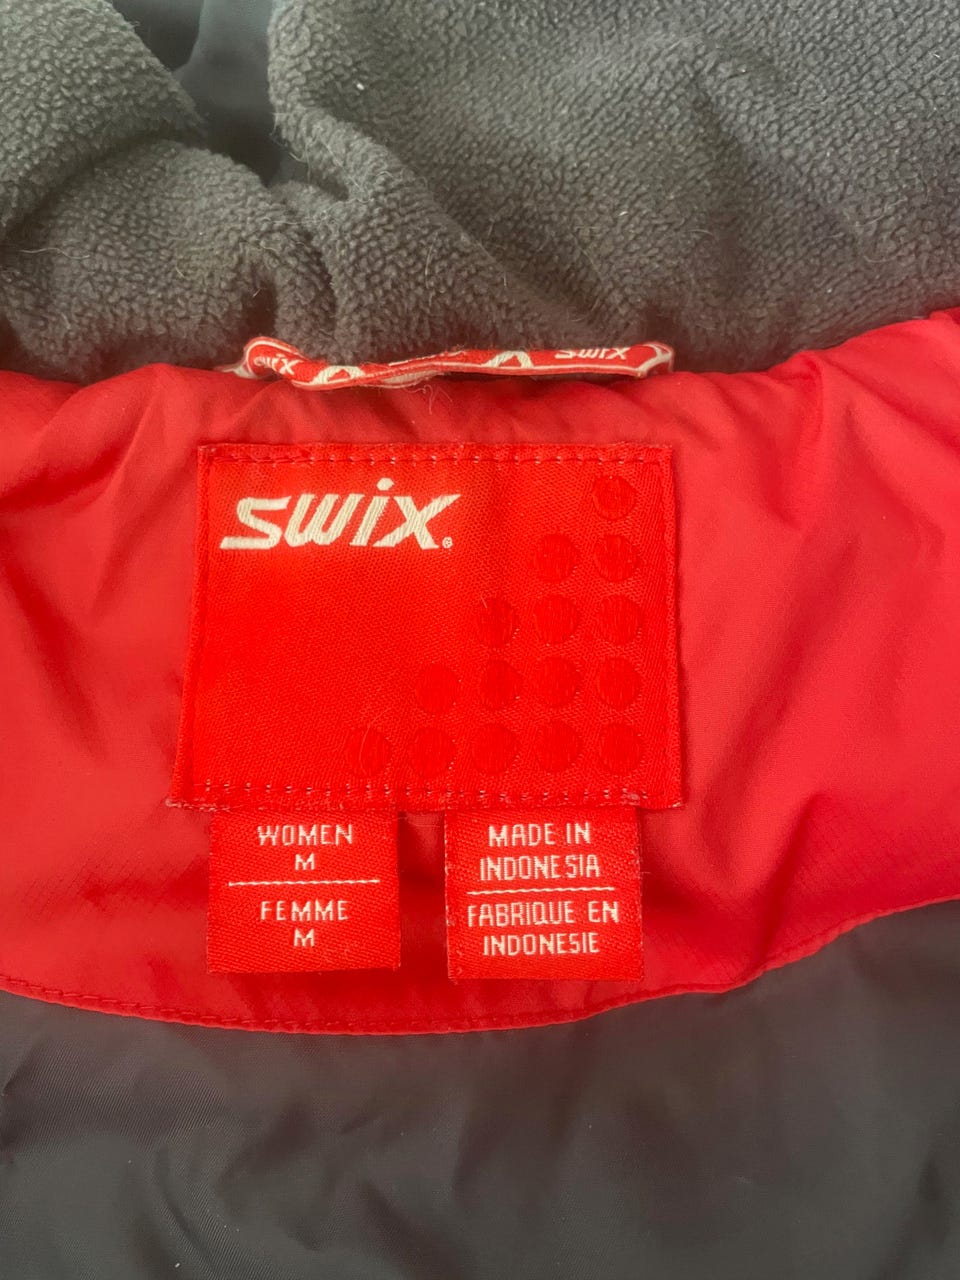 swix
swix
swix®
WOMEN
M
FEMME
M
MADE IN
INDONESIA
FABRIQUE EN
INDONESIE